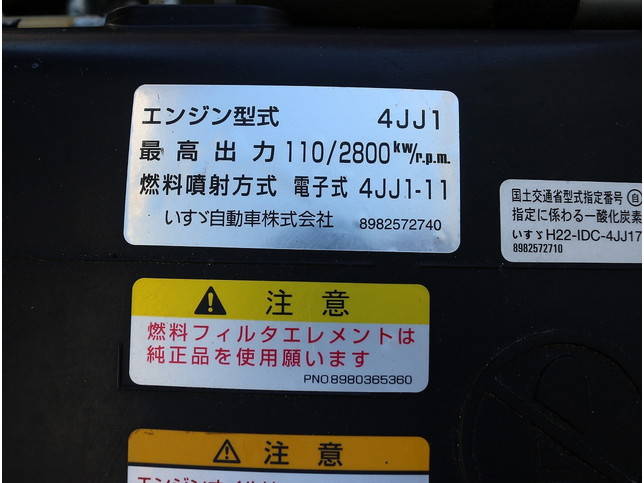 エンジン型式 4JJ1
最高出力 110/2800 kw/r.p.m.
燃料噴射方式 電子式 4JJ1-11
いすゞ自動車株式会社 8982572740
国土交通省型式指定番号 自
指定に係わる一酸化炭素
いすゞ H22-IDC-4JJ17
8982572710
注意
燃料フィルタエレメントは
純正品を使用願います
PNO8980365360
注意